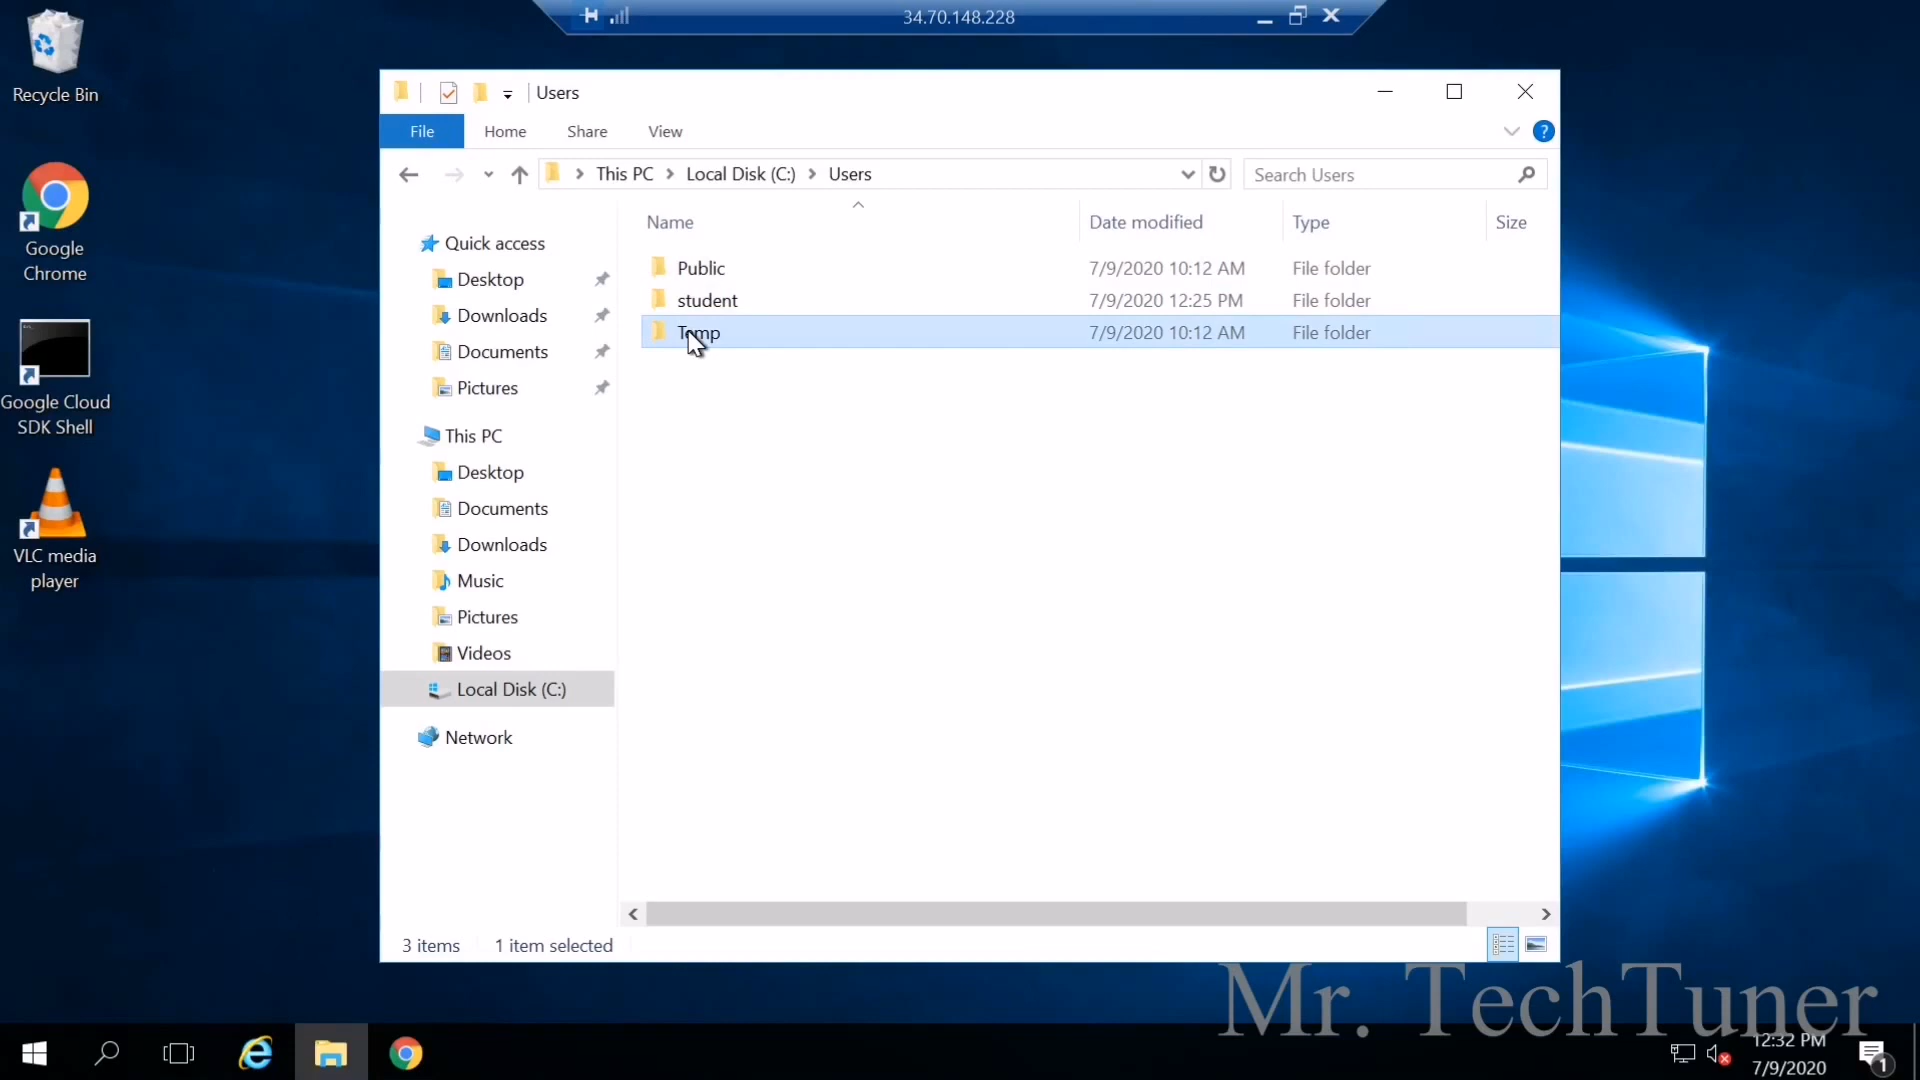 34.70.148.228
Recycle Bin
Google
Chrome
Google Cloud
SDK Shell
VLC media
player
Users
File
Home
Share
View
?
This PC
Local Disk (C:)
Users
Search Users
Name
Date modified
Type
Size
Public
7/9/2020 10:12 AM
File folder
student
7/9/2020 12:25 PM
File folder
Temp
7/9/2020 10:12 AM
File folder
Quick access
Desktop
Downloads
Documents
Pictures
This PC
Desktop
Documents
Downloads
Music
Pictures
Videos
Local Disk (C:)
Network
3 items
1 item selected
Mr. TechTuner
12:32 PM
7/9/2020
1